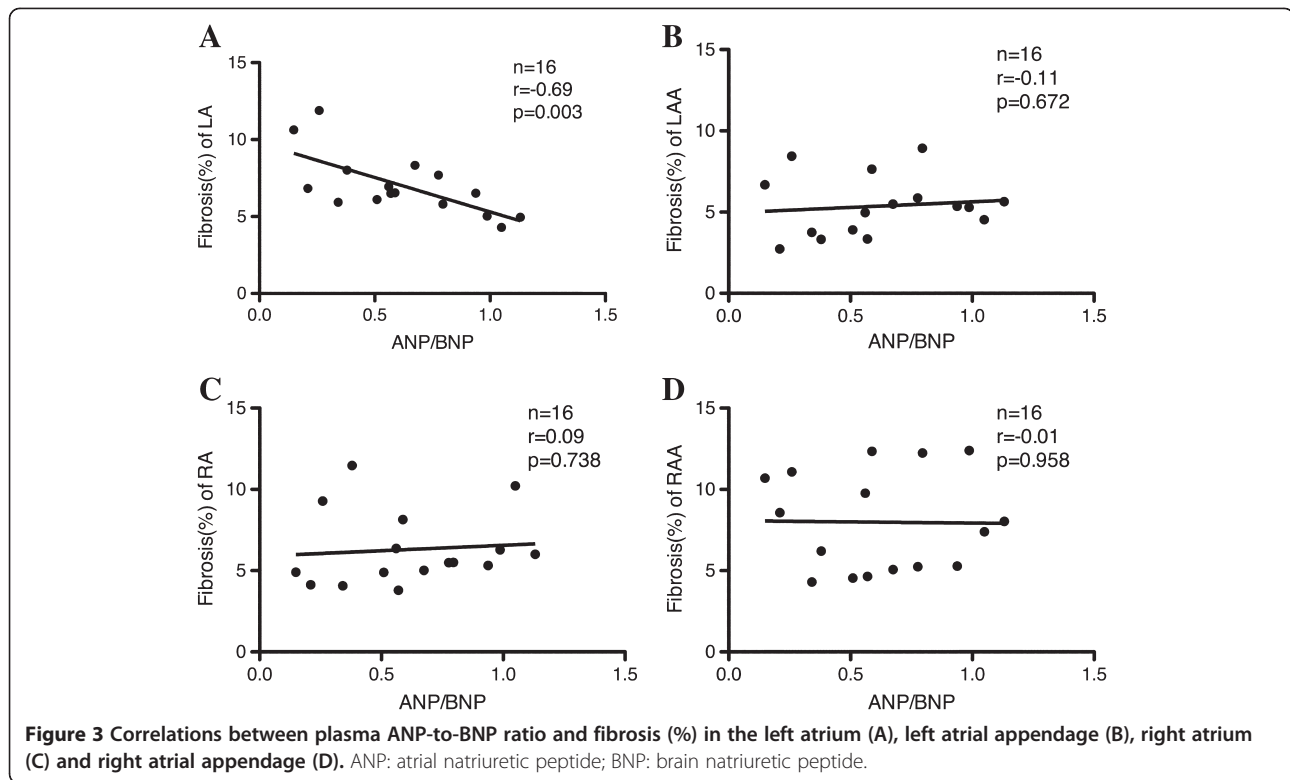 A
n=16
r=-0.69
p=0.003
Fibrosis(%) of LA
15
10
5
0
0.0 0.5 1.0 1.5
ANP/BNP
B
n=16
r=-0.11
p=0.672
Fibrosis(%) of LAA
15
10
5
0
0.0 0.5 1.0 1.5
ANP/BNP
C
n=16
r=0.09
p=0.738
Fibrosis(%) of RA
15
10
5
0
0.0 0.5 1.0 1.5
ANP/BNP
D
n=16
r=-0.01
p=0.958
Fibrosis(%) of RAA
15
10
5
0
0.0 0.5 1.0 1.5
ANP/BNP
Figure 3 Correlations between plasma ANP-to-BNP ratio and fibrosis (%) in the left atrium (A), left atrial appendage (B), right atrium
(C) and right atrial appendage (D). ANP: atrial natriuretic peptide; BNP: brain natriuretic peptide.